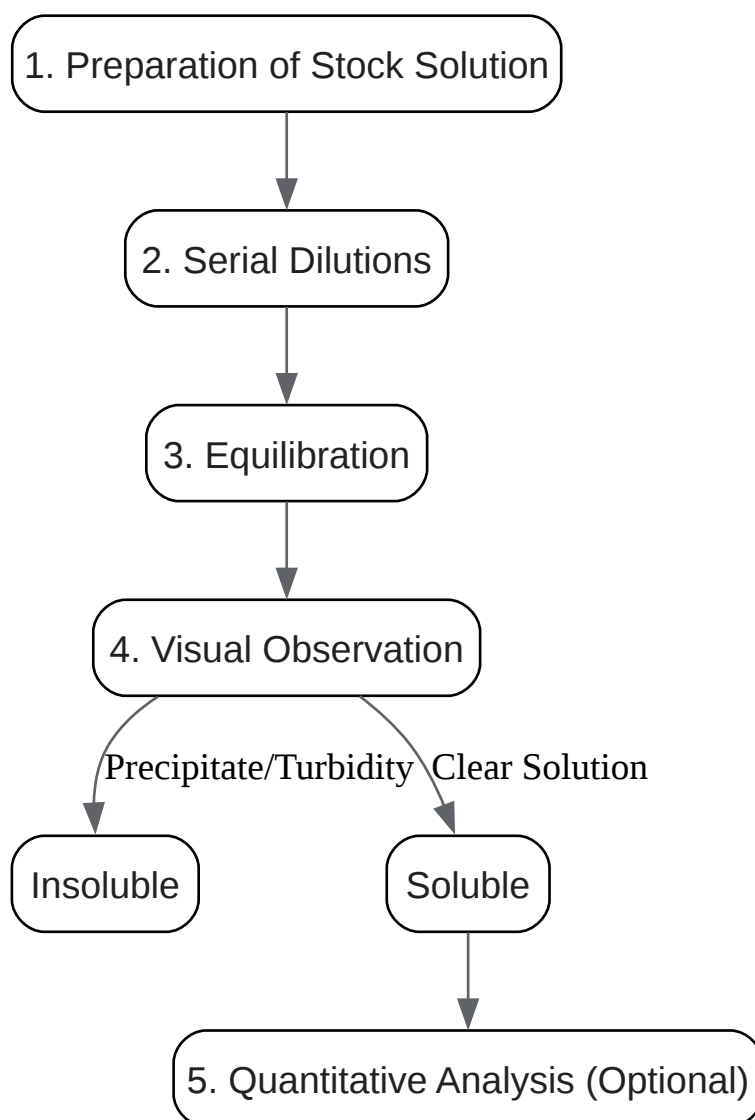 1. Preparation of Stock Solution
2. Serial Dilutions
3. Equilibration
4. Visual Observation
Precipitate/Turbidity
Clear Solution
Insoluble
Soluble
5. Quantitative Analysis (Optional)